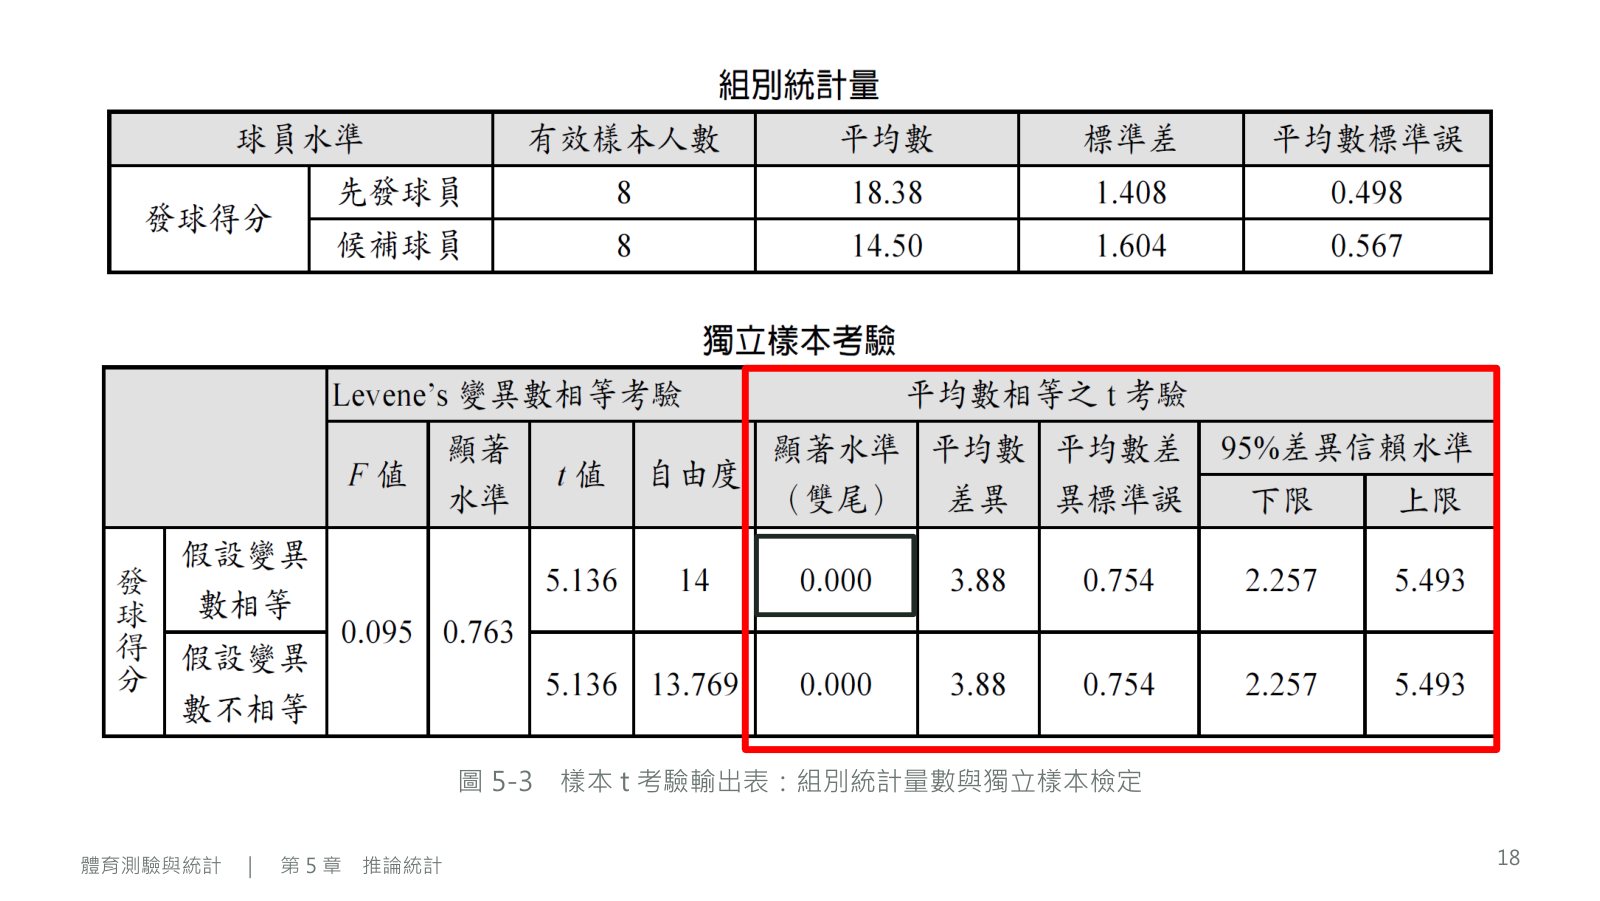 組別統計量
球員水準 有效樣本人數 平均數 標準差 平均數標準誤
發球得分 先發球員 8 18.38 1.408 0.498
候補球員 8 14.50 1.604 0.567
獨立樣本考驗
Levene's 變異數相等考驗 平均數相等之 t 考驗
F 值 顯著水準 t 值 自由度 顯著水準（雙尾） 平均數差異 平均數差異標準誤 95%差異信賴水準
下限 上限
發球得分 假設變異數相等 0.095 0.763 5.136 14 0.000 3.88 0.754 2.257 5.493
假設變異數不相等 5.136 13.769 0.000 3.88 0.754 2.257 5.493
圖 5-3 樣本 t 考驗輸出表：組別統計量數與獨立樣本檢定
體育測驗與統計 | 第 5 章 推論統計
18